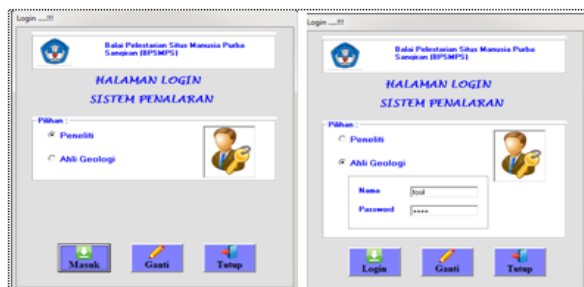 Login .....!!!
Balai Pelestarian Situs Manusia Purba
Sangiran (BPSMPS)
HALAMAN LOGIN
SISTEM PENALARAN
Pilihan :
Peneliti
Ahli Geologi
Masuk
Ganti
Tutup
Login .....!!!
Balai Pelestarian Situs Manusia Purba
Sangiran (BPSMPS)
HALAMAN LOGIN
SISTEM PENALARAN
Pilihan :
Peneliti
Ahli Geologi
Nama
Password ****
Login
Ganti
Tutup